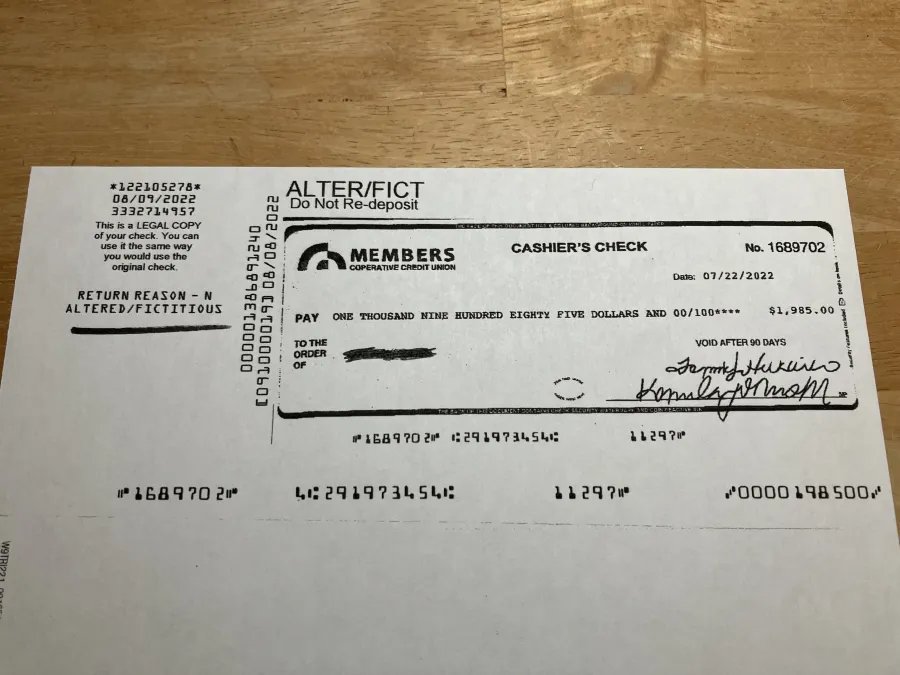 *122105278*
08/09/2022
3332714957
This is a LEGAL COPY
of your check. You can
use it the same way
you would use the
original check.
RETURN REASON - N
ALTERED/FICTITIOUS
ALTER/FICT
Do Not Re-deposit
MEMBERS
COPERATIVE CREDIT UNION
CASHIER'S CHECK
No. 1689702
Date: 07/22/2022
PAY ONE THOUSAND NINE HUNDRED EIGHTY FIVE DOLLARS AND 00/100**** $1,985.00
TO THE
ORDER
OF
VOID AFTER 90 DAYS
⑈1689702⑈ ⑆291973454⑆ 11297⑈
⑈1689702⑈ 4⑆291973454⑆ 11297⑈ ⑇0000198500⑇